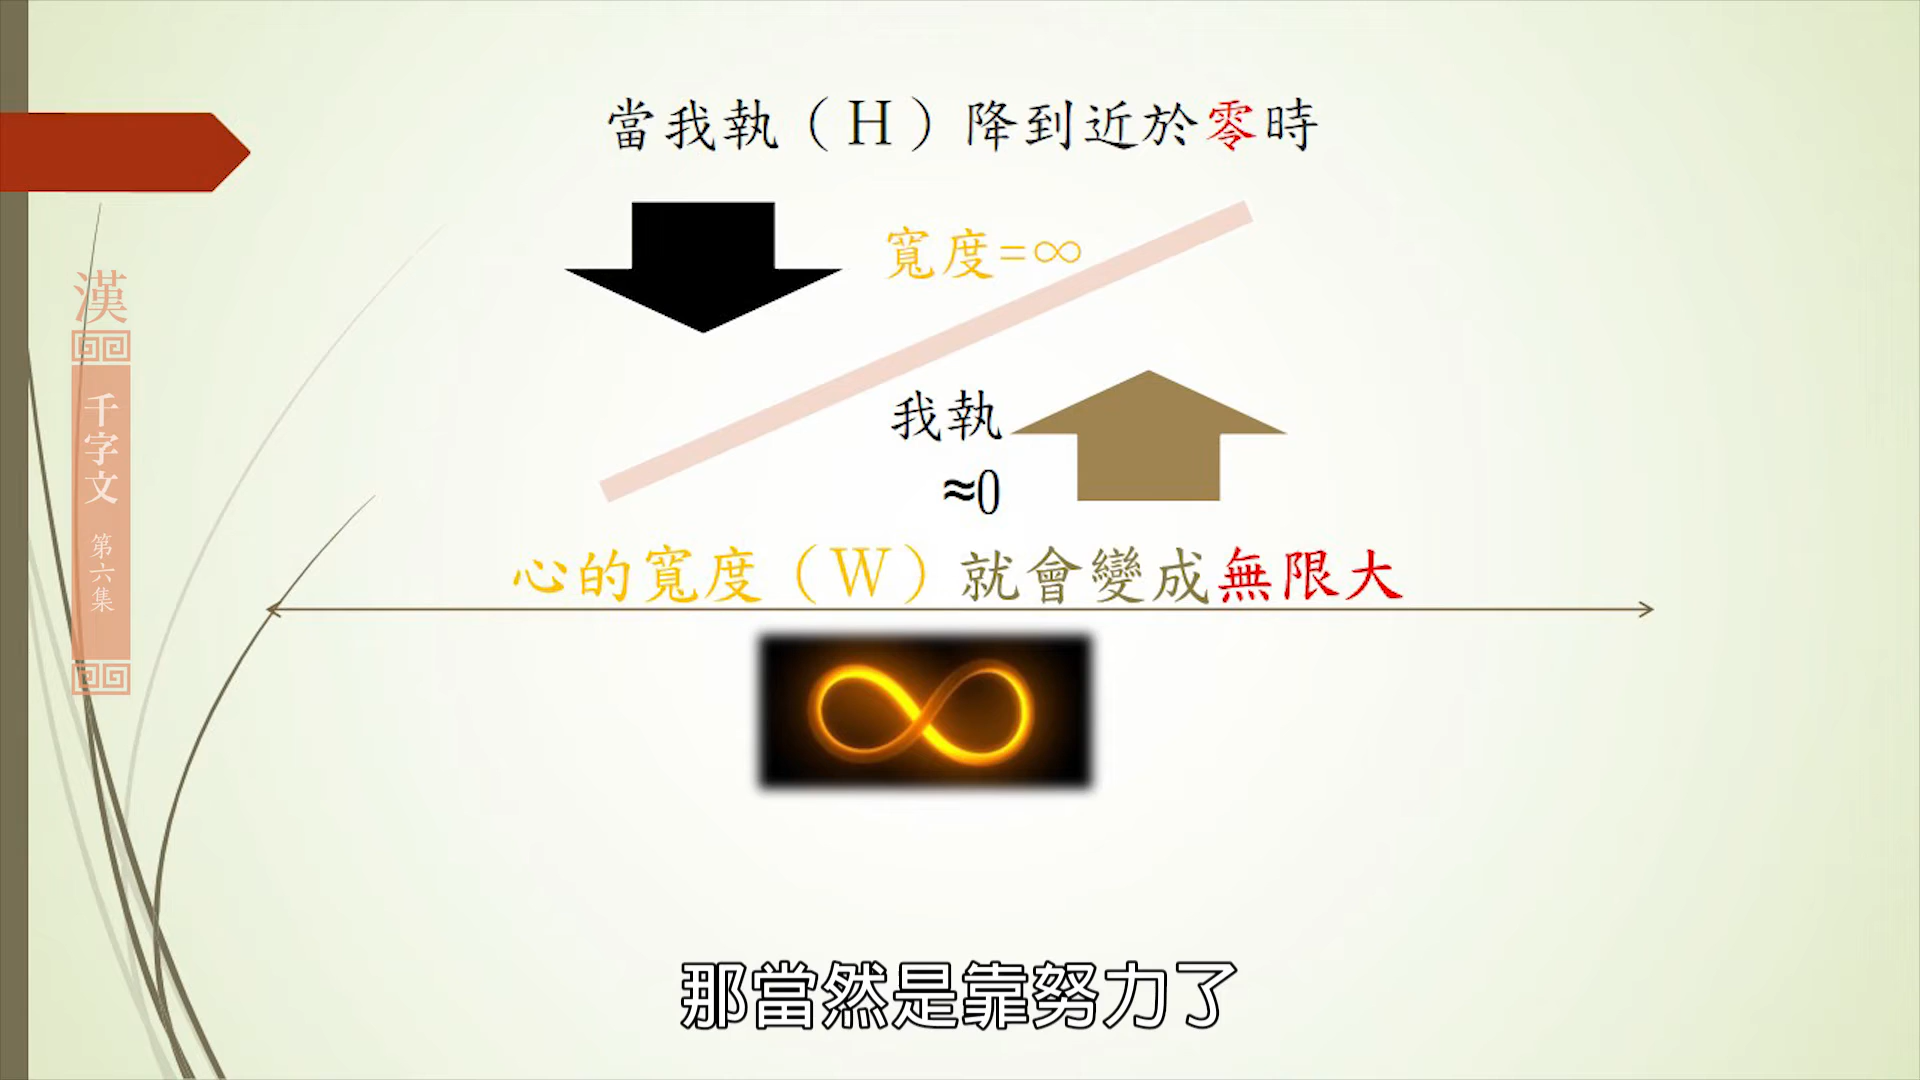 當我執（H）降到近於零時
寬度=∞
我執
≈0
心的寬度（W）就會變成無限大
漢
千字文
第六集
那當然是靠努力了